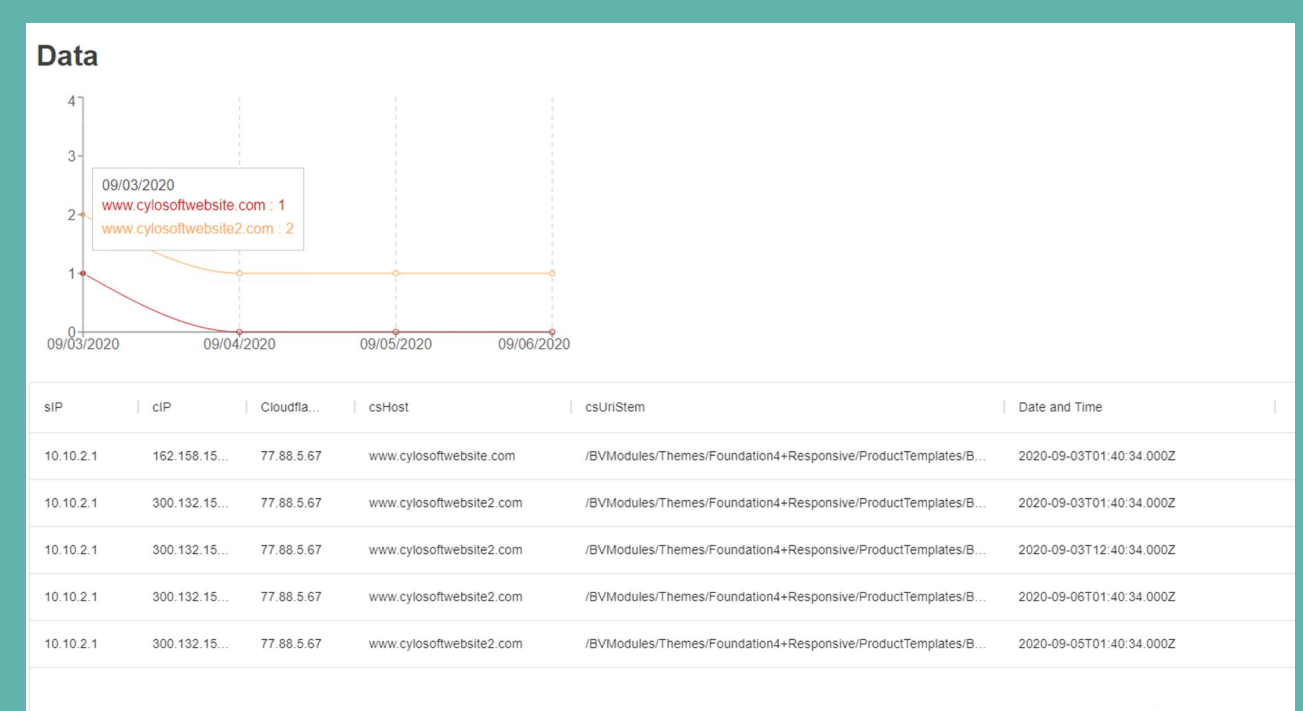 Data
4
3
09/03/2020
www.cylosoftwebsite.com : 1
2
www.cylosoftwebsite2.com : 2
1
0
09/03/2020 09/04/2020 09/05/2020 09/06/2020
sIP cIP Cloudfla... csHost csUriStem Date and Time
10.10.2.1 162.158.15... 77.88.5.67 www.cylosoftwebsite.com /BVModules/Themes/Foundation4+Responsive/ProductTemplates/B... 2020-09-03T01:40:34.000Z
10.10.2.1 300.132.15... 77.88.5.67 www.cylosoftwebsite2.com /BVModules/Themes/Foundation4+Responsive/ProductTemplates/B... 2020-09-03T01:40:34.000Z
10.10.2.1 300.132.15... 77.88.5.67 www.cylosoftwebsite2.com /BVModules/Themes/Foundation4+Responsive/ProductTemplates/B... 2020-09-03T12:40:34.000Z
10.10.2.1 300.132.15... 77.88.5.67 www.cylosoftwebsite2.com /BVModules/Themes/Foundation4+Responsive/ProductTemplates/B... 2020-09-06T01:40:34.000Z
10.10.2.1 300.132.15... 77.88.5.67 www.cylosoftwebsite2.com /BVModules/Themes/Foundation4+Responsive/ProductTemplates/B... 2020-09-05T01:40:34.000Z